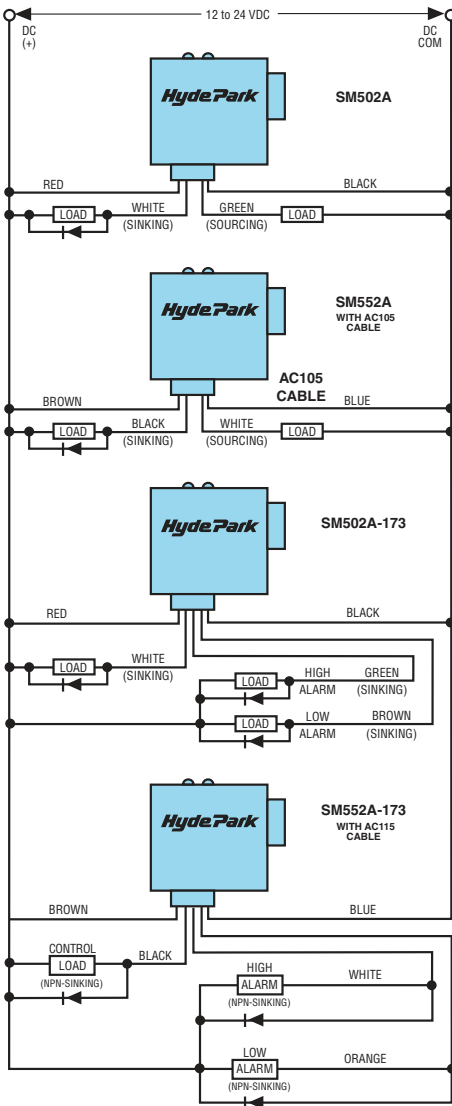 12 to 24 VDC
DC
(+)
DC
COM
HydePark
SM502A
RED
BLACK
LOAD
WHITE
(SINKING)
GREEN
(SOURCING)
LOAD
HydePark
SM552A
WITH AC105
CABLE
AC105
CABLE
BROWN
BLUE
LOAD
BLACK
(SINKING)
WHITE
(SOURCING)
LOAD
HydePark
SM502A-173
RED
BLACK
LOAD
WHITE
(SINKING)
LOAD
HIGH
ALARM
GREEN
(SINKING)
LOAD
LOW
ALARM
BROWN
(SINKING)
HydePark
SM552A-173
WITH AC115
CABLE
BROWN
BLUE
CONTROL
LOAD
(NPN-SINKING)
BLACK
HIGH
ALARM
(NPN-SINKING)
WHITE
LOW
ALARM
(NPN-SINKING)
ORANGE